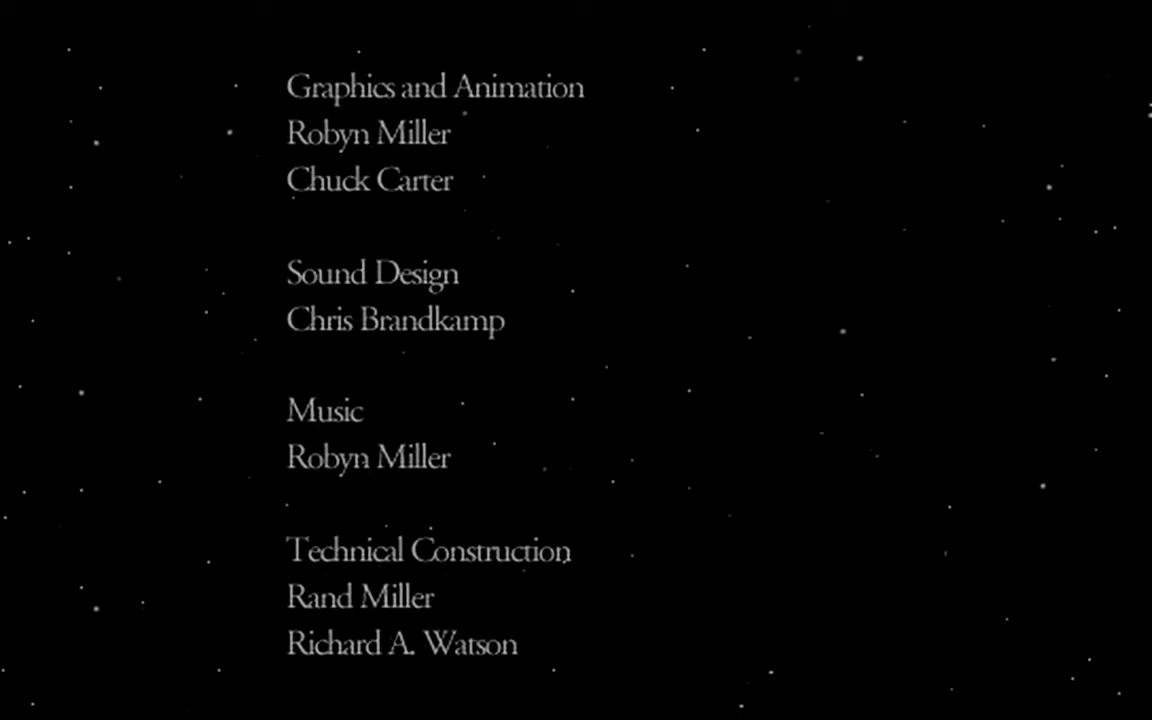 Graphics and Animation
Robyn Miller
Chuck Carter
Sound Design
Chris Brandkamp
Music
Robyn Miller
Technical Construction
Rand Miller
Richard A. Watson